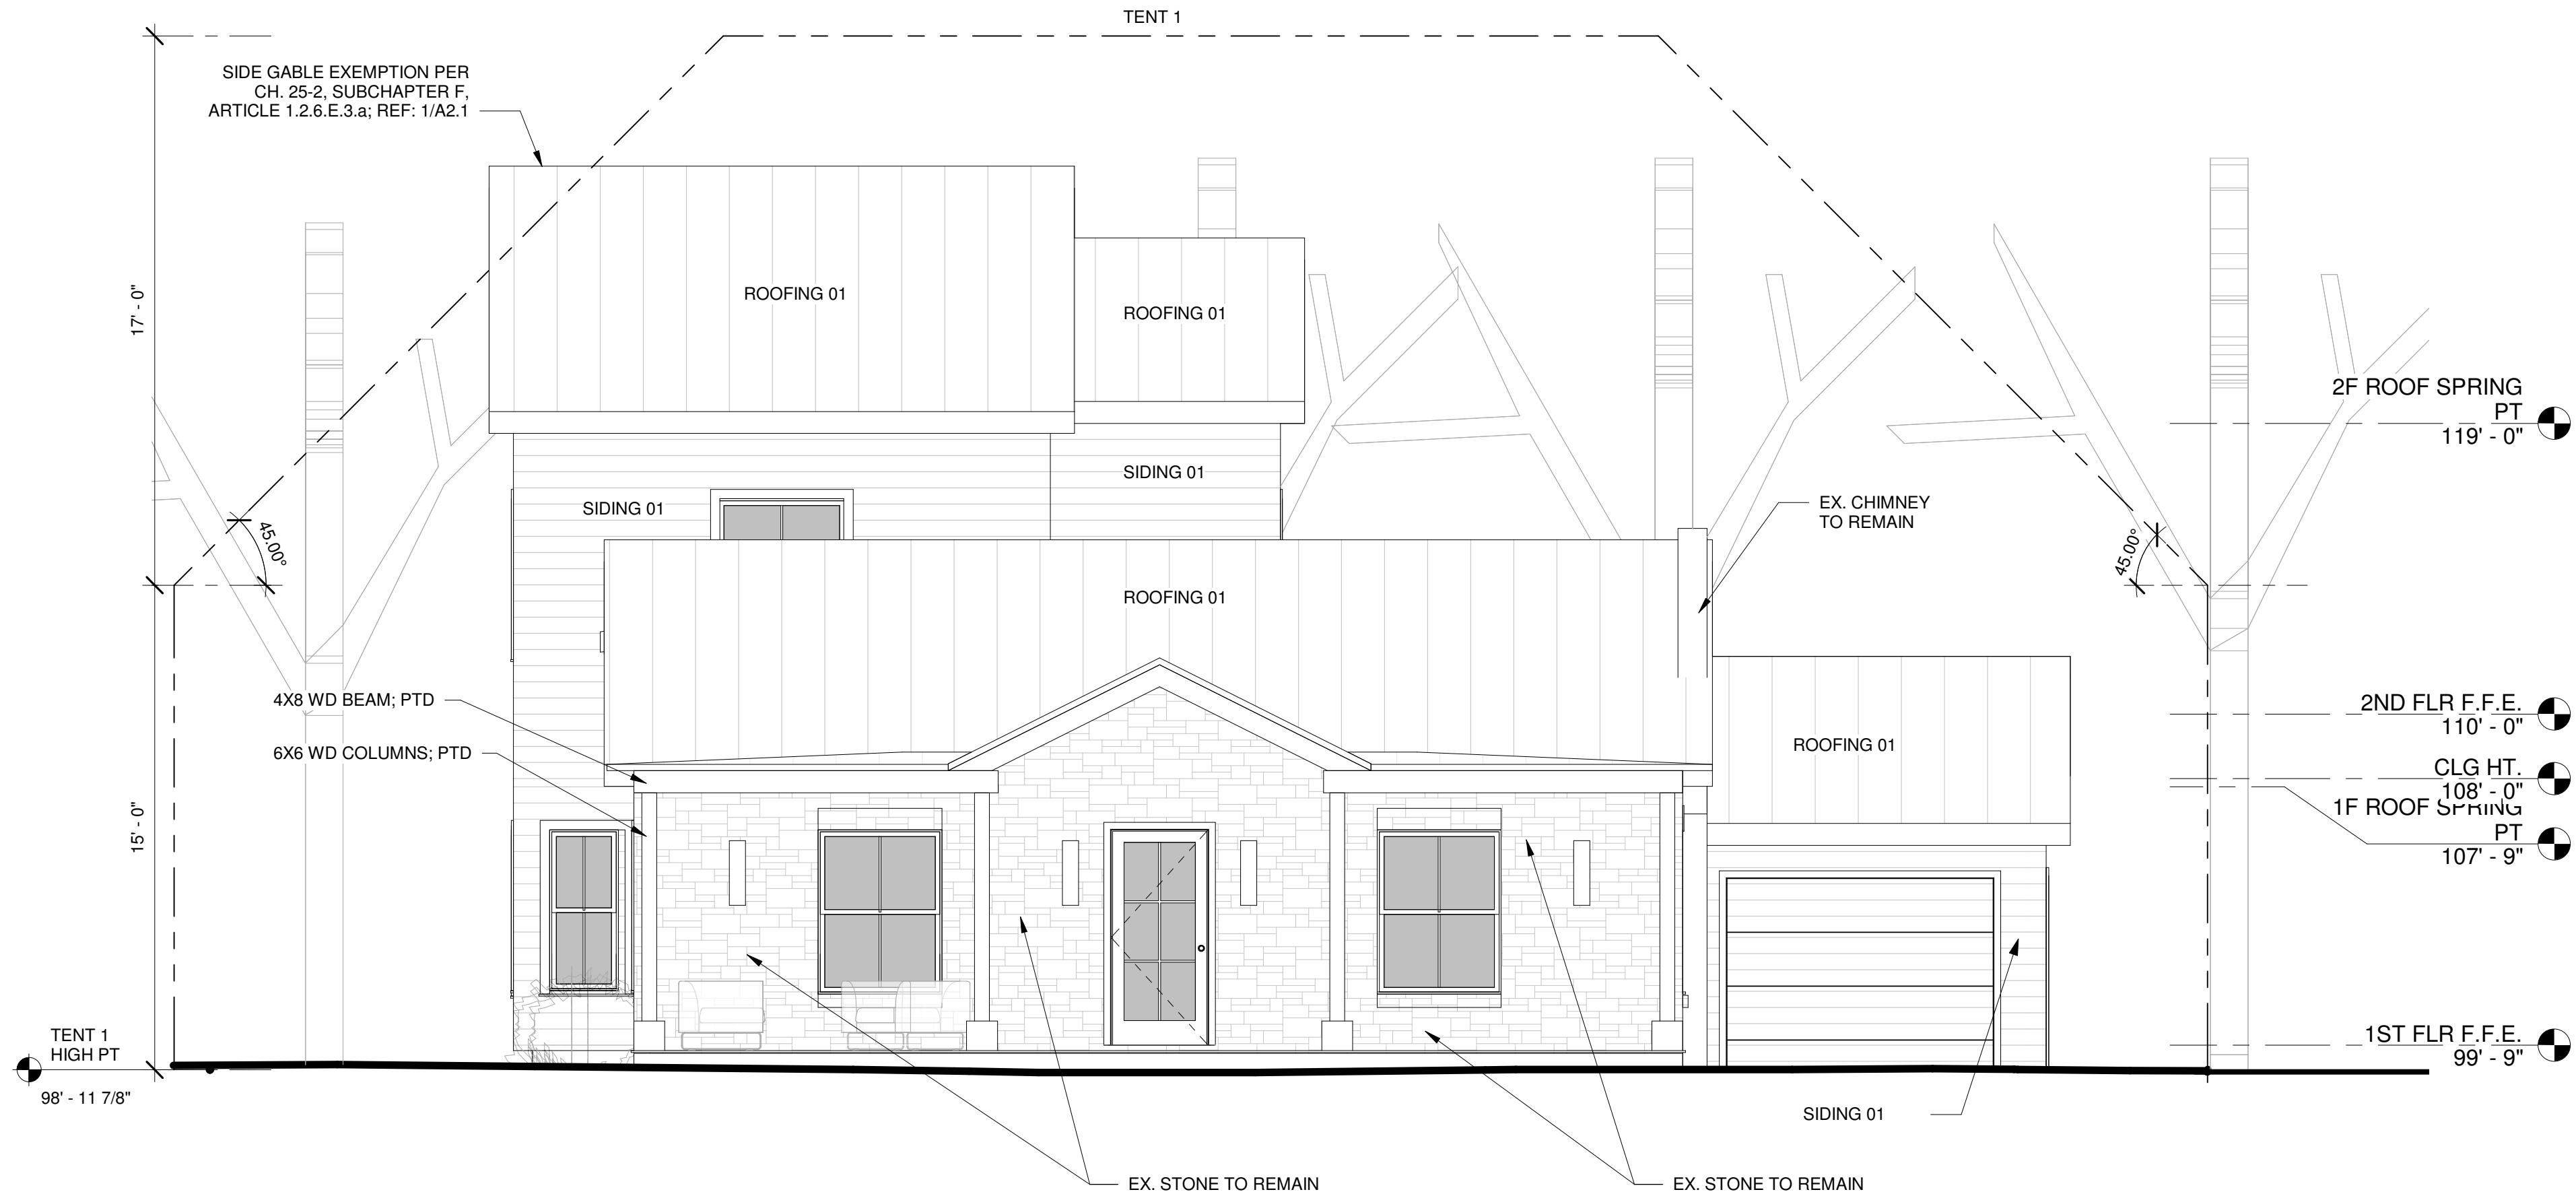 TENT 1
SIDE GABLE EXEMPTION PER
CH. 25-2, SUBCHAPTER F,
ARTICLE 1.2.6.E.3.a; REF: 1/A2.1
17' - 0"
ROOFING 01
ROOFING 01
2F ROOF SPRING
PT
119' - 0"
SIDING 01
SIDING 01
EX. CHIMNEY
TO REMAIN
45.00°
45.00°
ROOFING 01
4X8 WD BEAM; PTD
6X6 WD COLUMNS; PTD
2ND FLR F.F.E.
110' - 0"
ROOFING 01
CLG HT.
108' - 0"
1F ROOF SPRING
PT
107' - 9"
15' - 0"
TENT 1
HIGH PT
98' - 11 7/8"
1ST FLR F.F.E.
99' - 9"
SIDING 01
EX. STONE TO REMAIN
EX. STONE TO REMAIN